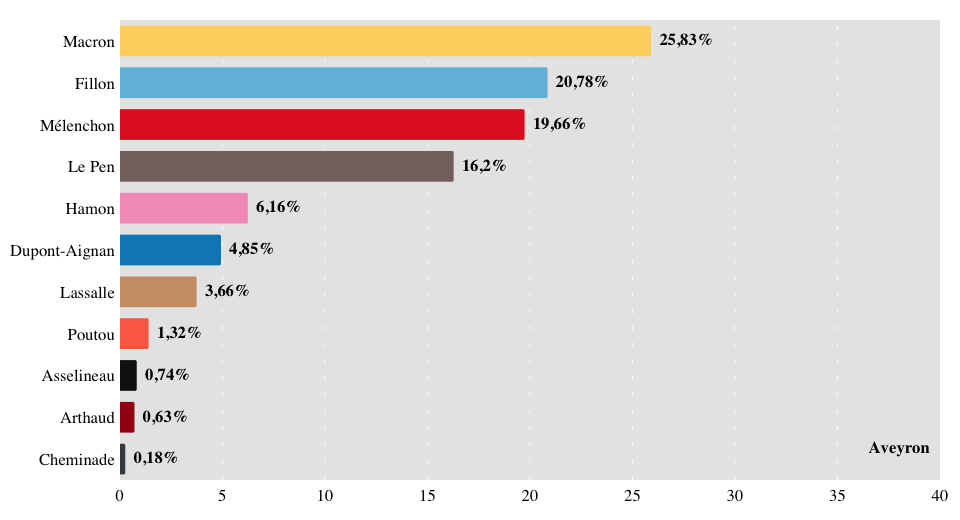 Macron 25,83%
Fillon 20,78%
Mélenchon 19,66%
Le Pen 16,2%
Hamon 6,16%
Dupont-Aignan 4,85%
Lassalle 3,66%
Poutou 1,32%
Asselineau 0,74%
Arthaud 0,63%
Aveyron
Cheminade 0,18%
0 5 10 15 20 25 30 35 40